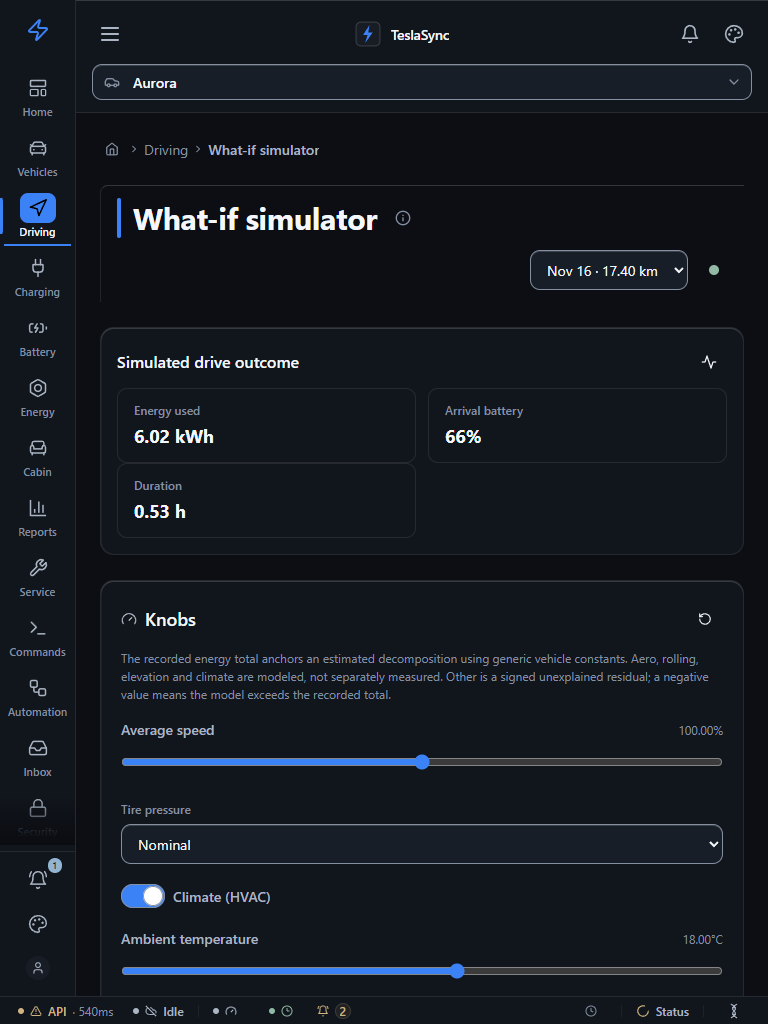 TeslaSync
Aurora
Home
Vehicles
Driving
Charging
Battery
Energy
Cabin
Reports
Service
Commands
Automation
Inbox
Security
1
Driving
What-if simulator
What-if simulator
Nov 16 · 17.40 km
Simulated drive outcome
Energy used
6.02 kWh
Arrival battery
66%
Duration
0.53 h
Knobs
The recorded energy total anchors an estimated decomposition using generic vehicle constants. Aero, rolling,
elevation and climate are modeled, not separately measured. Other is a signed unexplained residual; a negative
value means the model exceeds the recorded total.
Average speed
100.00%
Tire pressure
Nominal
Climate (HVAC)
Ambient temperature
18.00°C
API · 540ms
Idle
2
Status